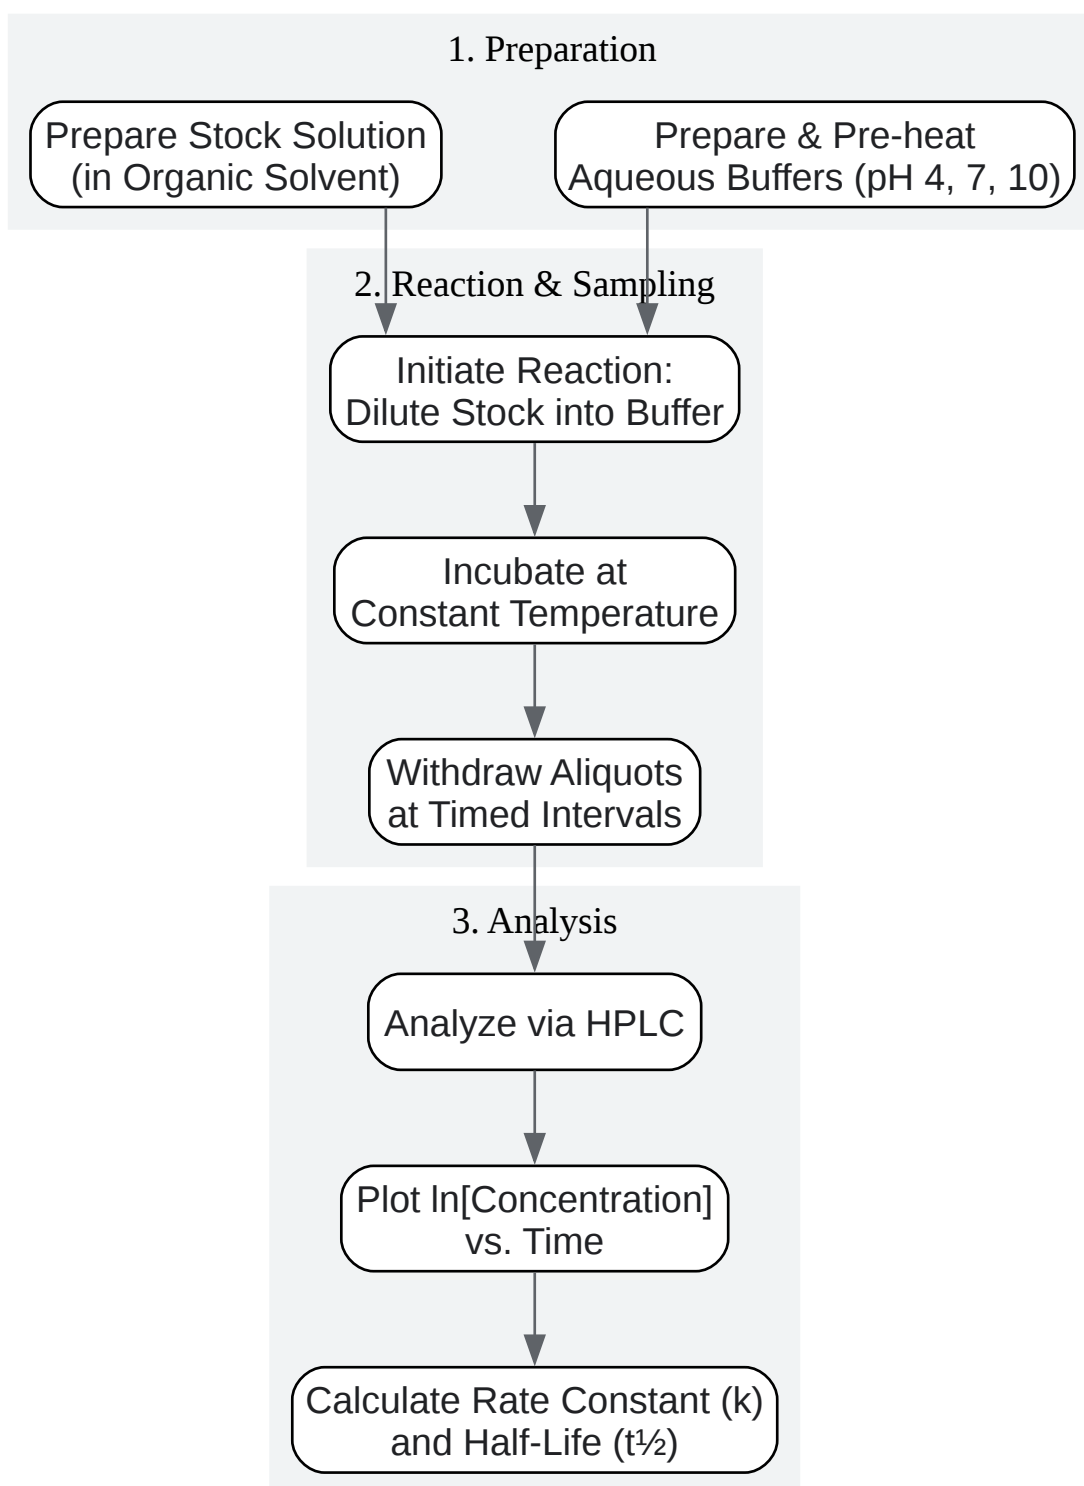 1. Preparation
Prepare Stock Solution
(in Organic Solvent)
Prepare & Pre-heat
Aqueous Buffers (pH 4, 7, 10)
2. Reaction & Sampling
Initiate Reaction:
Dilute Stock into Buffer
Incubate at
Constant Temperature
Withdraw Aliquots
at Timed Intervals
3. Analysis
Analyze via HPLC
Plot ln[Concentration]
vs. Time
Calculate Rate Constant (k)
and Half-Life (t½)